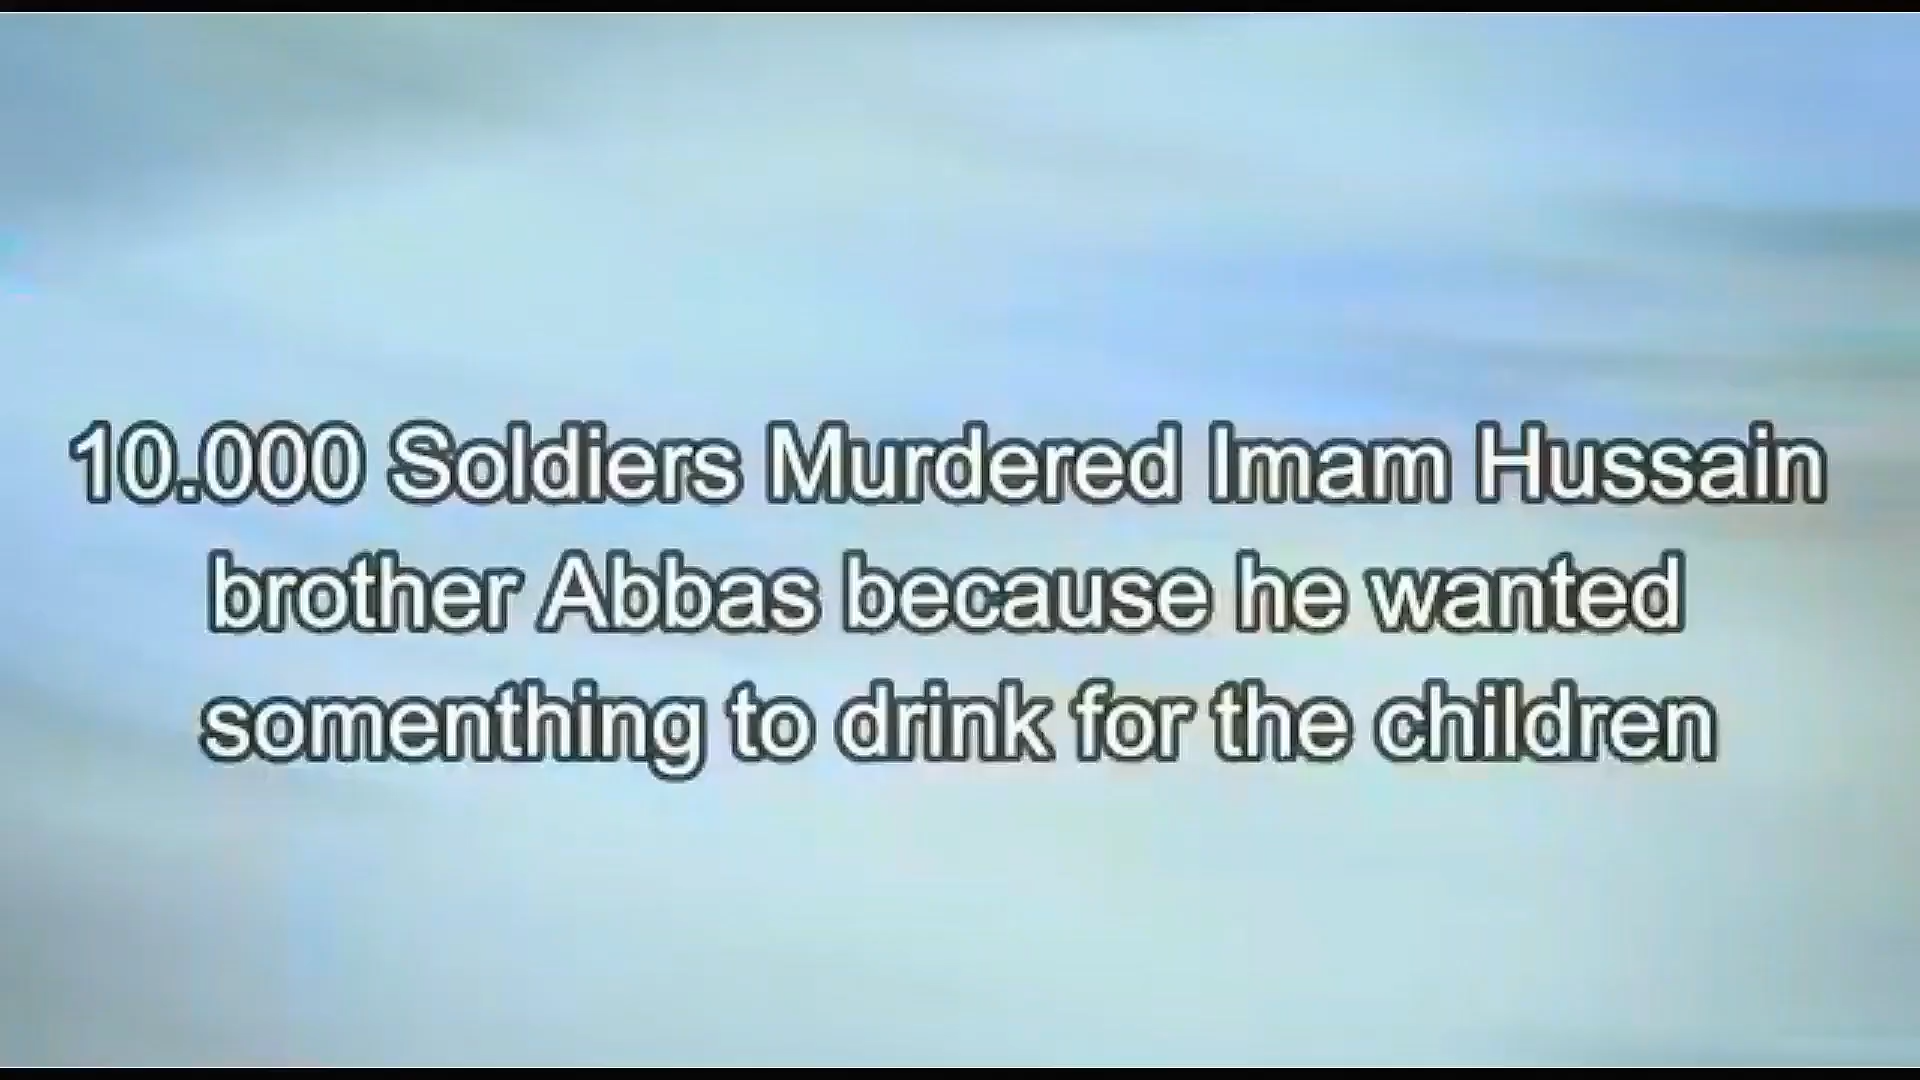 10.000 Soldiers Murdered Imam Hussain
brother Abbas because he wanted
somenthing to drink for the children